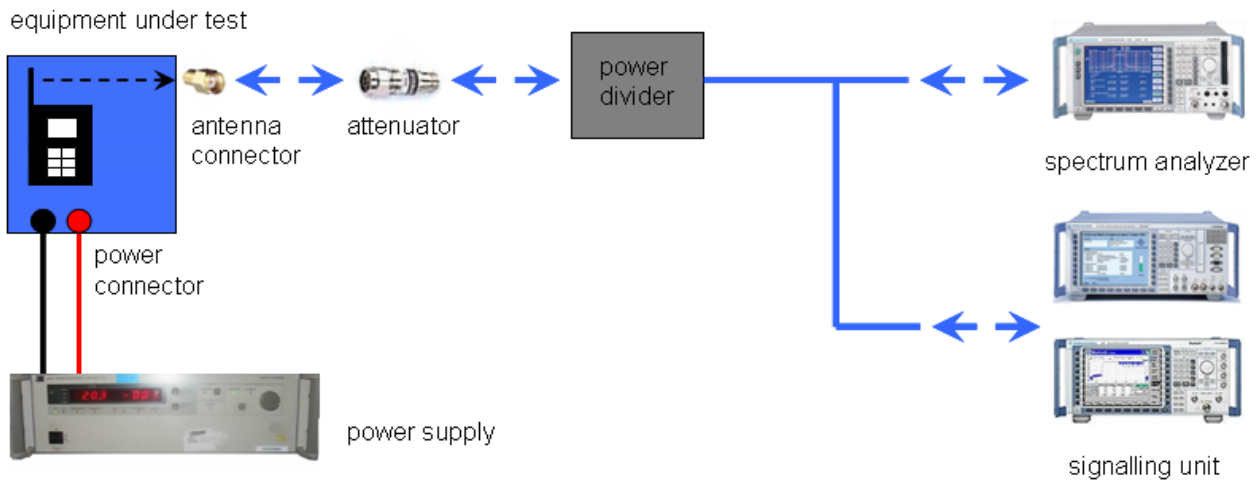 equipment under test
power
divider
antenna
connector
attenuator
spectrum analyzer
power
connector
power supply
signalling unit